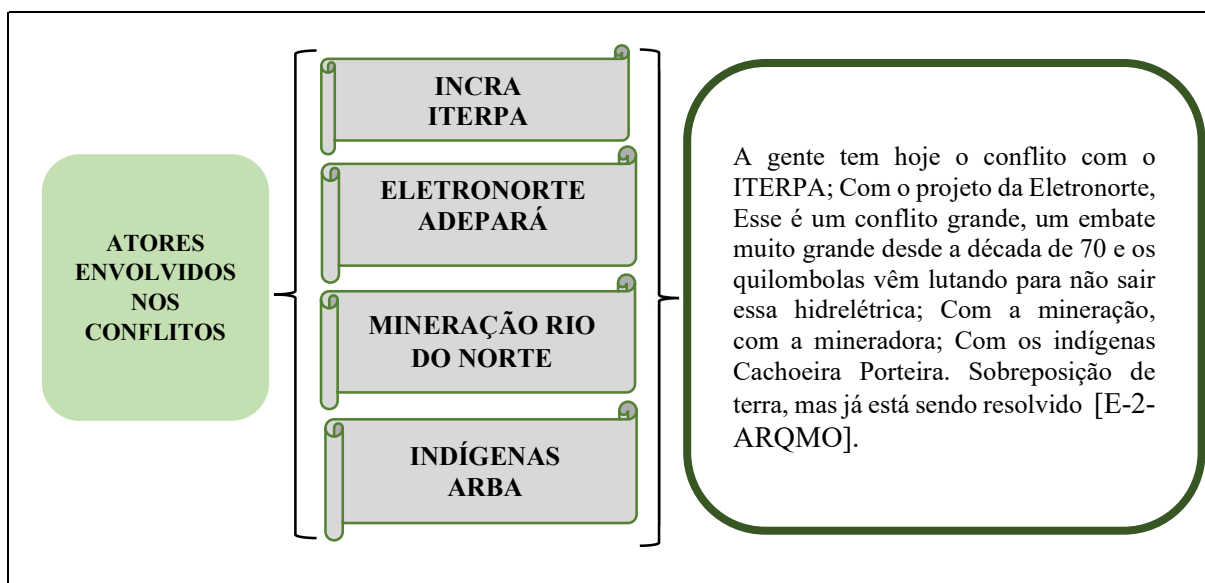 ATORES
ENVOLVIDOS
NOS
CONFLITOS
INCRA
ITERPA
ELETRONORTE
ADEPARÁ
MINERAÇÃO RIO
DO NORTE
INDÍGENAS
ARBA
A gente tem hoje o conflito com o
ITERPA; Com o projeto da Eletronorte,
Esse é um conflito grande, um embate
muito grande desde a década de 70 e os
quilombolas vêm lutando para não sair
essa hidrelétrica; Com a mineração,
com a mineradora; Com os indígenas
Cachoeira Porteira. Sobreposição de
terra, mas já está sendo resolvido [E-2-
ARQMO].